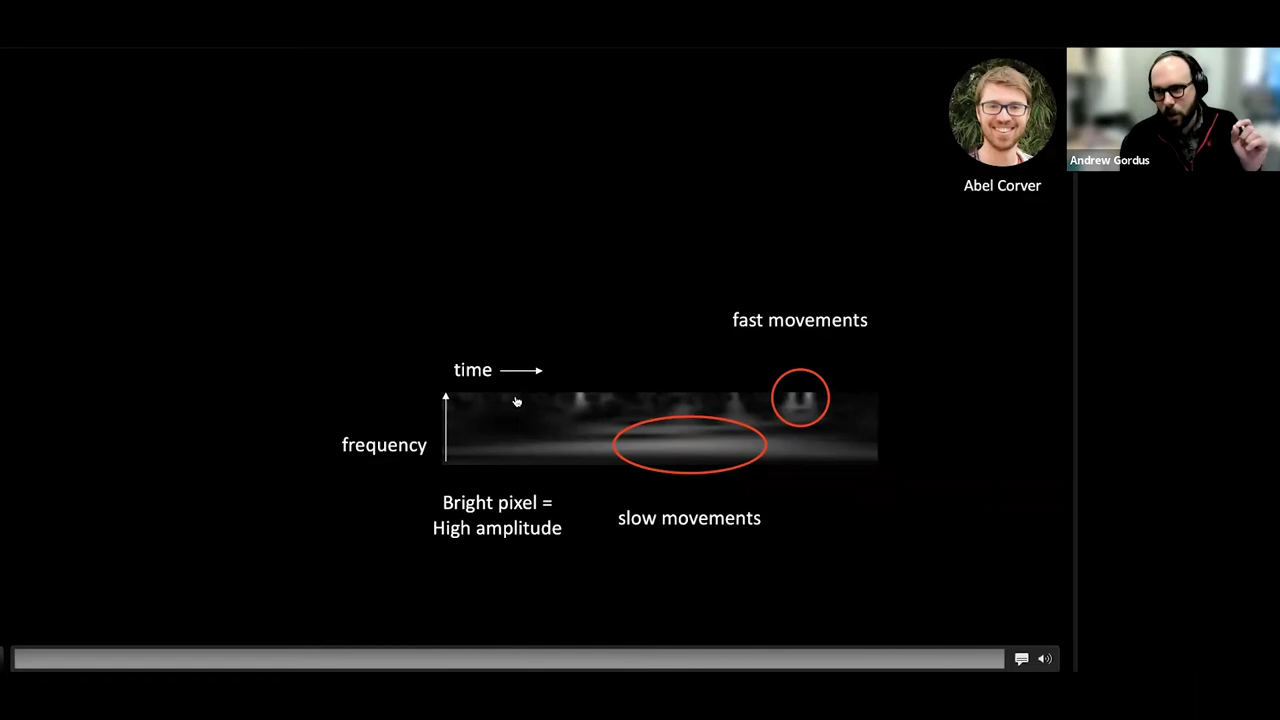 Andrew Gordus
Abel Corver
fast movements
time
frequency
Bright pixel =
High amplitude
slow movements